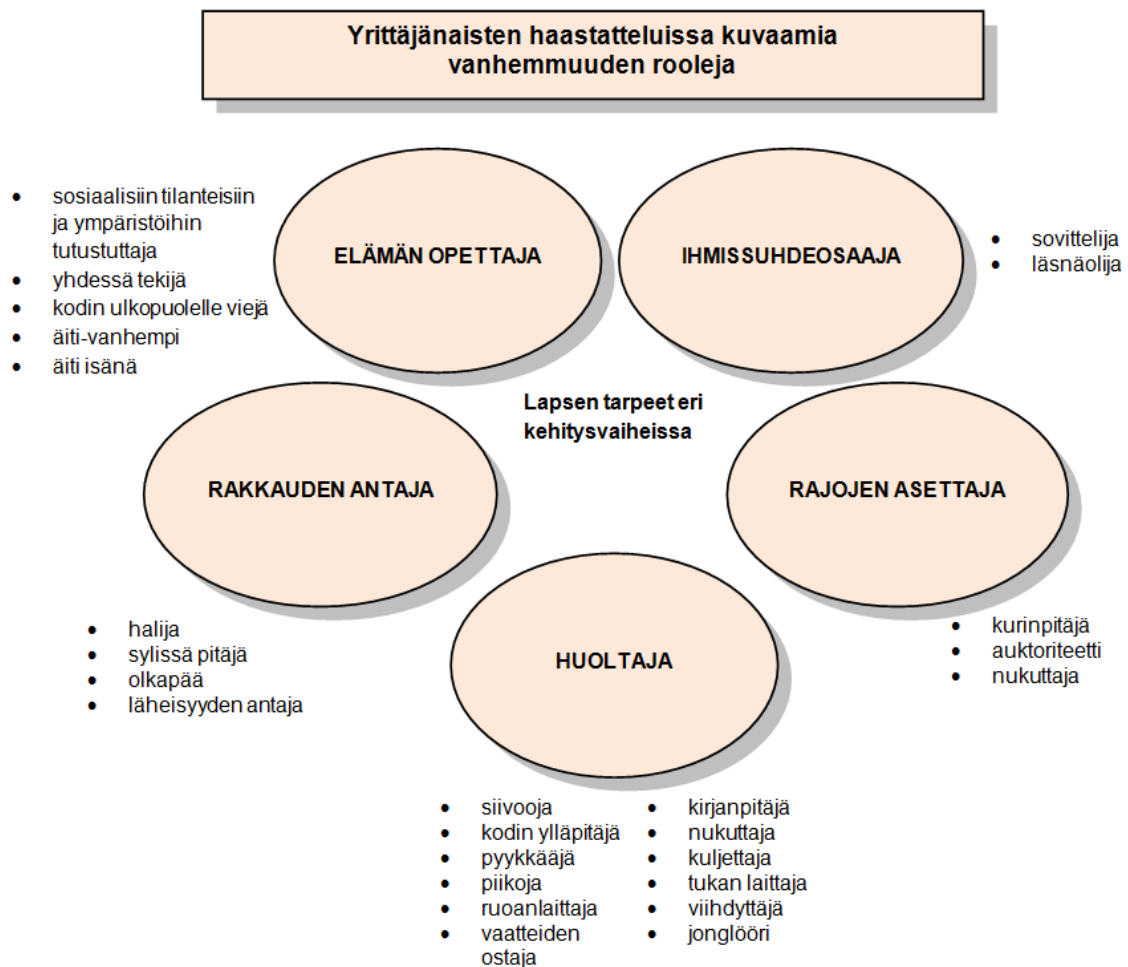 Yrittäjänaisten haastatteluissa kuvaamia
vanhemmuuden rooleja
ELÄMÄN OPETTAJA
• sosiaalisiin tilanteisiin
ja ympäristöihin
tutustuttaja
• yhdessä tekijä
• kodin ulkopuolelle viejä
• äiti-vanhempi
• äiti isänä
IHMISSUHDEOSAAJA
• sovittelija
• läsnäolija
Lapsen tarpeet eri
kehitysvaiheissa
RAKKAUDEN ANTAJA
• halija
• sylissä pitäjä
• olkapää
• läheisyyden antaja
RAJOJEN ASETTAJA
• kurinpitäjä
• auktoriteetti
• nukuttaja
HUOLTAJA
• siivooja
• kodin ylläpitäjä
• pyykkääjä
• piikoja
• ruoanlaittaja
• vaatteiden
ostaja
• kirjanpitäjä
• nukuttaja
• kuljettaja
• tukan laittaja
• viihdyttäjä
• jonglööri